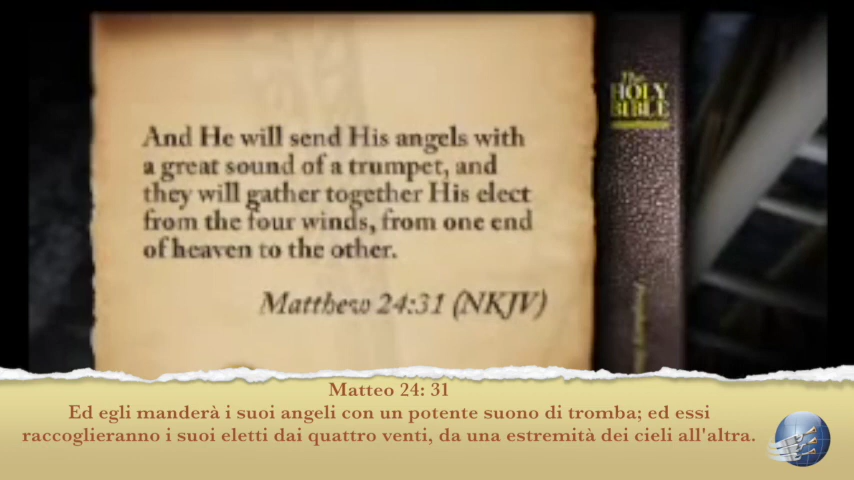 And He will send His angels with
a great sound of a trumpet, and
they will gather together His elect
from the four winds, from one end
of heaven to the other.
Matthew 24:31 (NKJV)
The
HOLY
BIBLE
Matteo 24: 31
Ed egli manderà i suoi angeli con un potente suono di tromba; ed essi
raccoglieranno i suoi eletti dai quattro venti, da una estremità dei cieli all'altra.